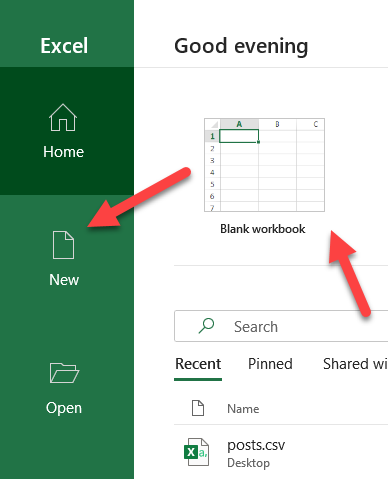 Excel
Good evening
Home
A B C
1
2
3
4
5
6
7
Blank workbook
New
Search
Recent Pinned Shared wi
Open
Name
posts.csv
Desktop